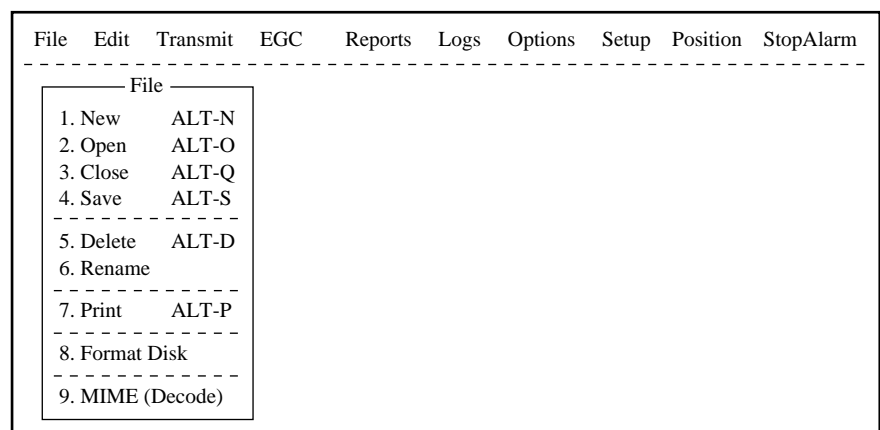 File Edit Transmit EGC Reports Logs Options Setup Position StopAlarm
File
1. New ALT-N
2. Open ALT-O
3. Close ALT-Q
4. Save ALT-S
5. Delete ALT-D
6. Rename
7. Print ALT-P
8. Format Disk
9. MIME (Decode)